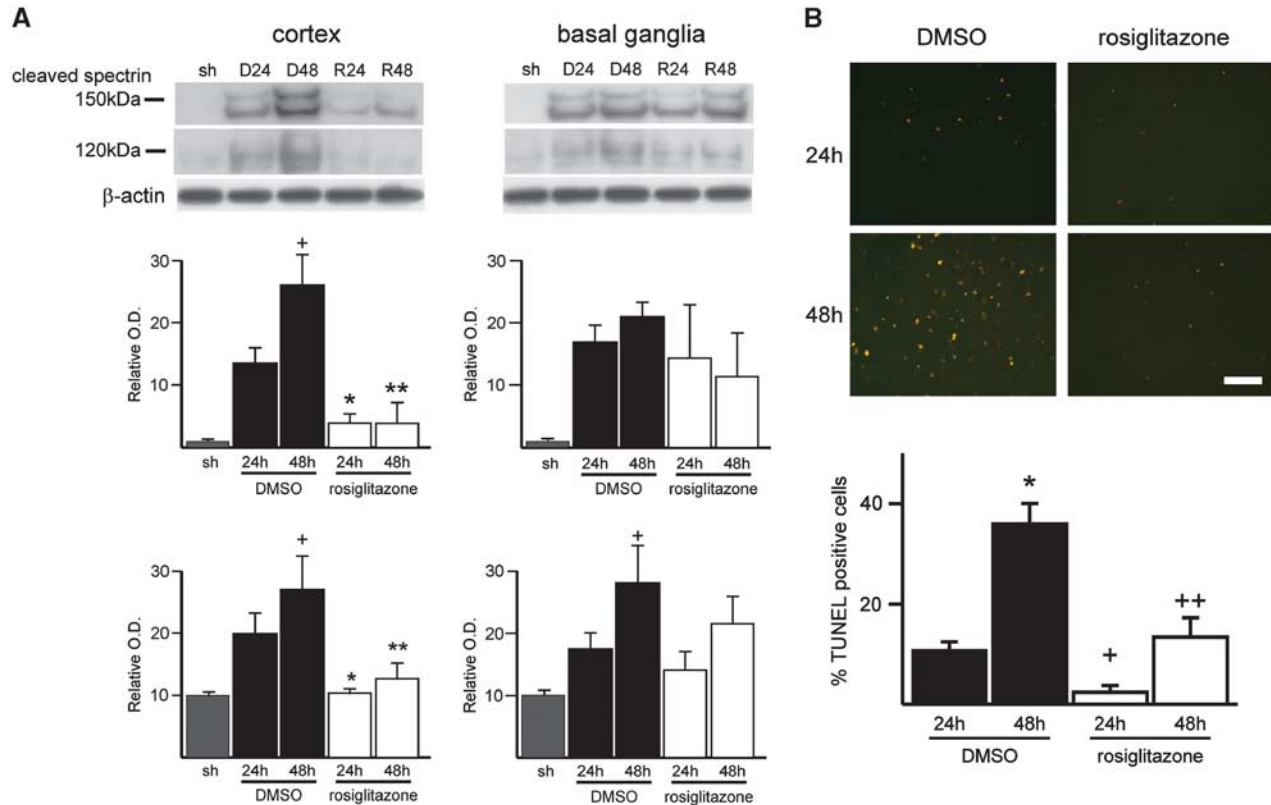 A
cortex
basal ganglia
cleaved spectrin
sh D24 D48 R24 R48
sh D24 D48 R24 R48
150kDa
120kDa
β-actin
Relative O.D.
30
20
10
+
*
**
sh 24h 48h 24h 48h
DMSO rosiglitazone
Relative O.D.
30
20
10
sh 24h 48h 24h 48h
DMSO rosiglitazone
Relative O.D.
30
20
10
+
*
**
sh 24h 48h 24h 48h
DMSO rosiglitazone
Relative O.D.
30
20
10
+
sh 24h 48h 24h 48h
DMSO rosiglitazone
B
DMSO rosiglitazone
24h
48h
% TUNEL positive cells
40
20
*
+
++
24h 48h 24h 48h
DMSO rosiglitazone